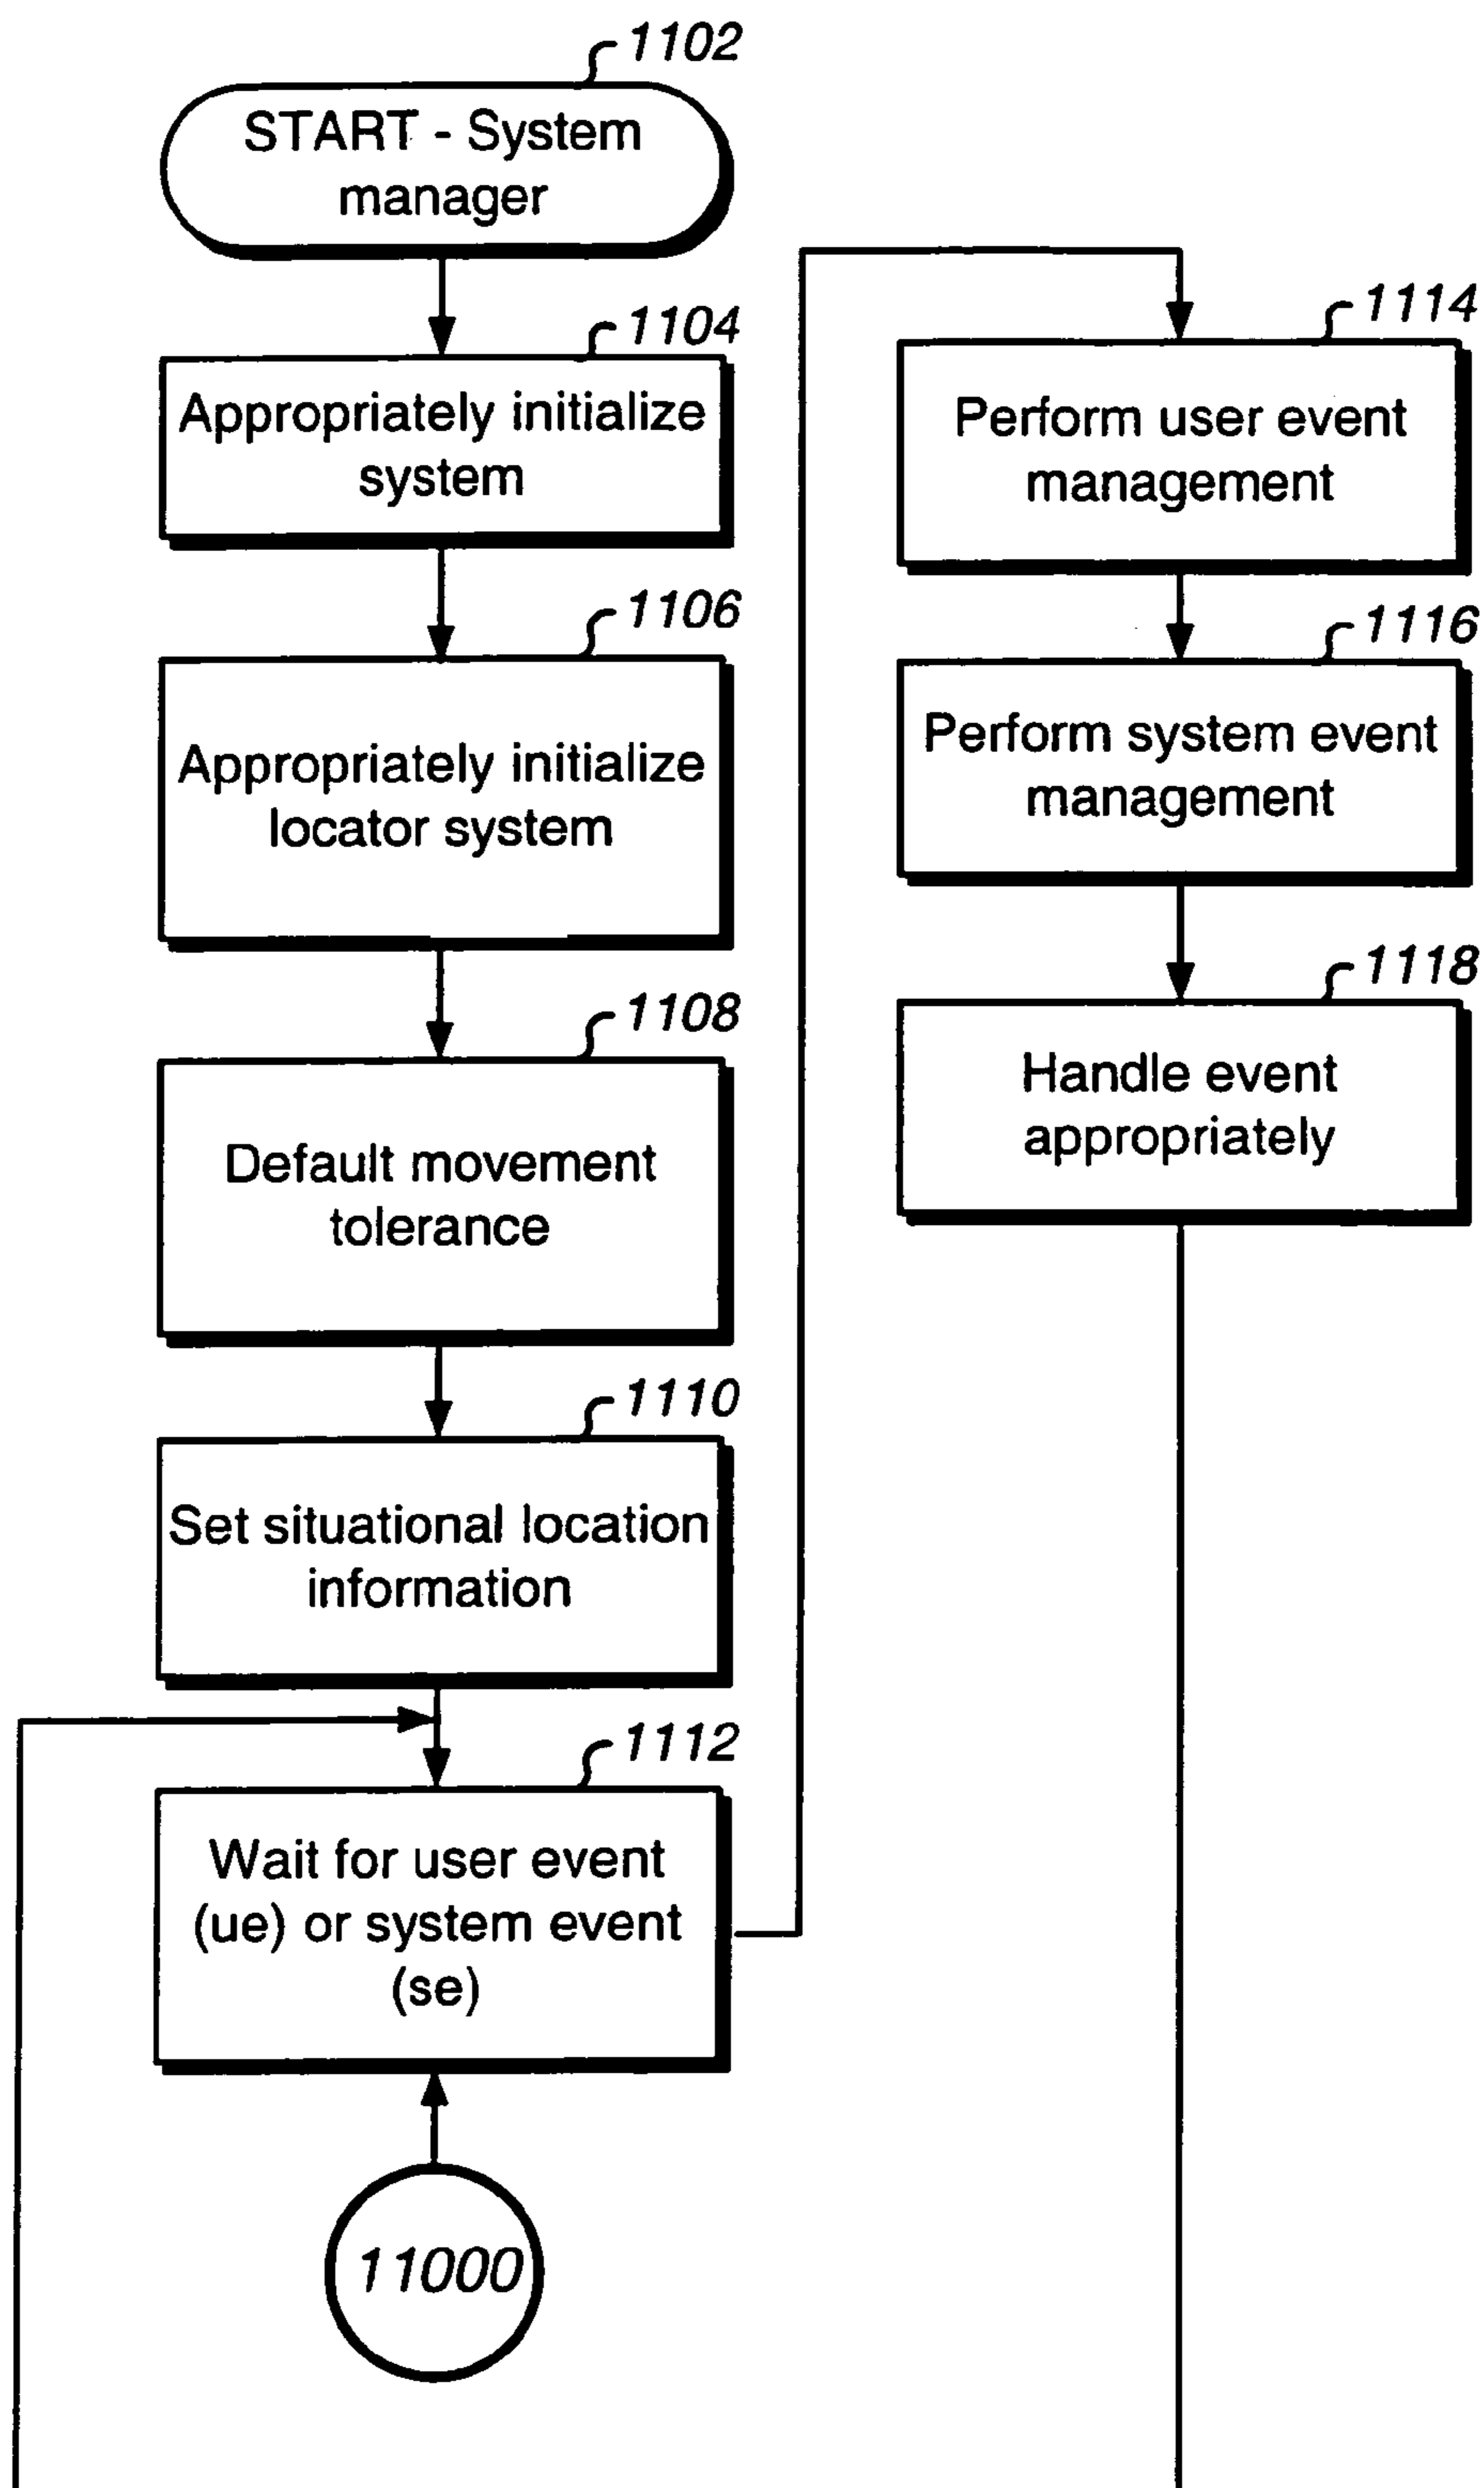 1102
START - System
manager
1104
Appropriately initialize
system
1106
Appropriately initialize
locator system
1108
Default movement
tolerance
1110
Set situational location
information
1112
Wait for user event
(ue) or system event
(se)
11000
1114
Perform user event
management
1116
Perform system event
management
1118
Handle event
appropriately